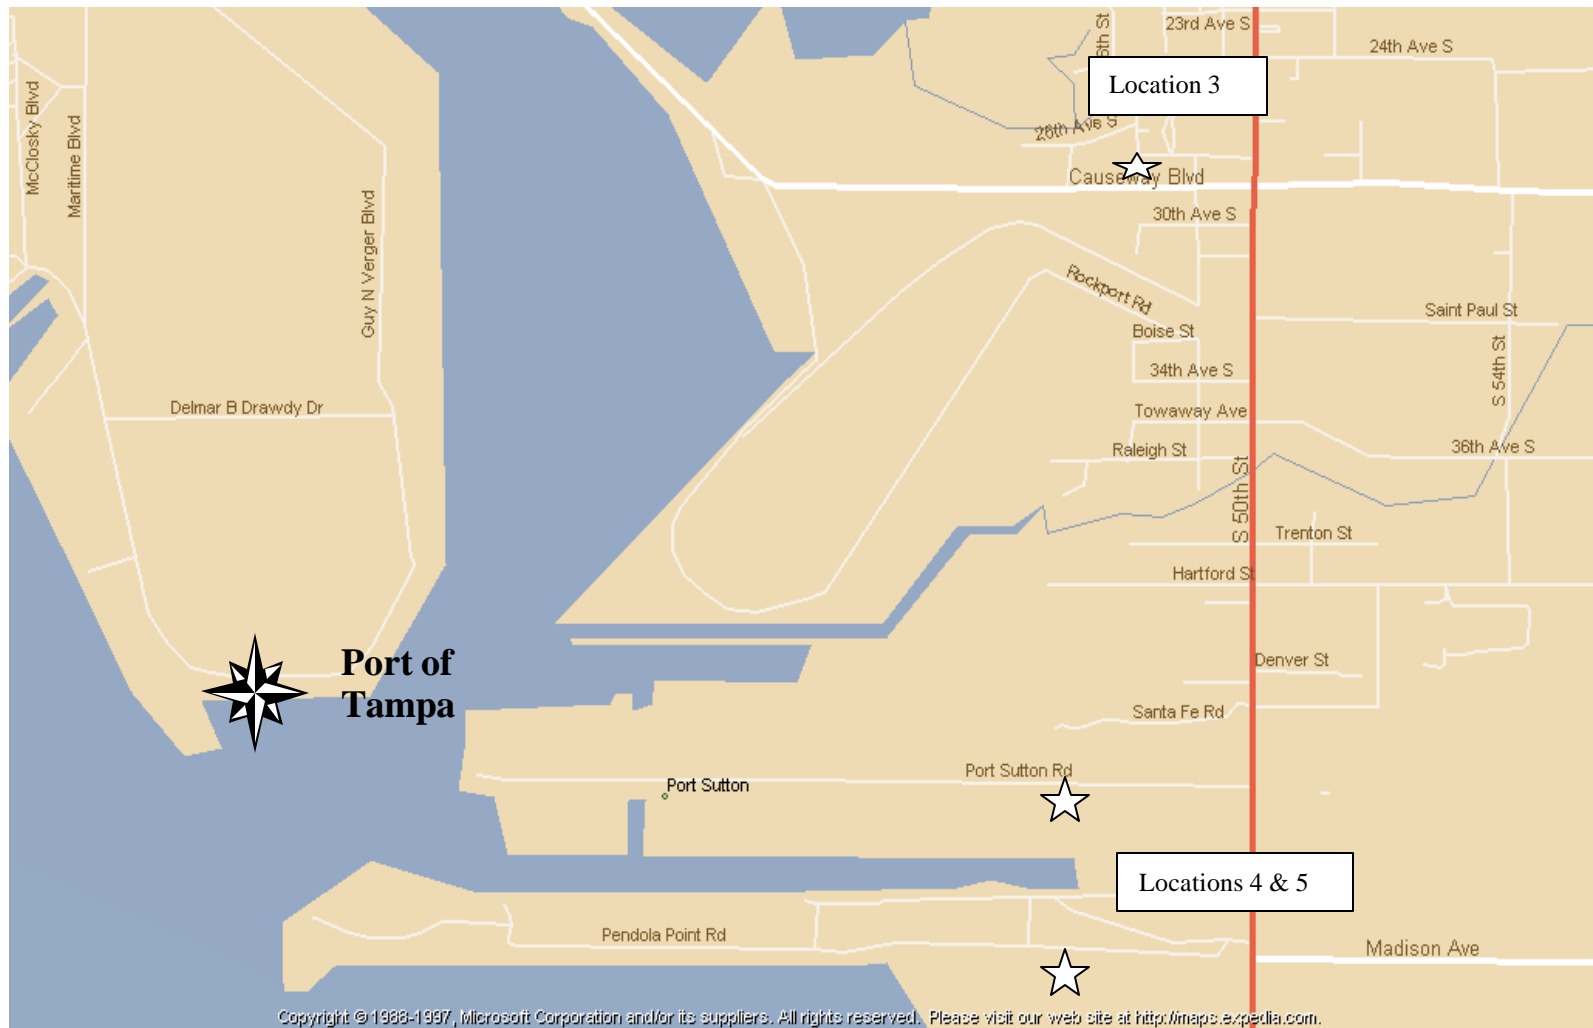 23rd Ave S
24th Ave S
6th St
Location 3
26th Ave S
Causeway Blvd
McClosky Blvd
Maritime Blvd
Guy N Verger Blvd
30th Ave S
Rockport Rd
Saint Paul St
Boise St
S 54th St
34th Ave S
Delmar B Drawdy Dr
Towaway Ave
Raleigh St
36th Ave S
S 50th St
Trenton St
Hartford St
Port of
Tampa
Denver St
Santa Fe Rd
Port Sutton Rd
Port Sutton
Locations 4 & 5
Pendola Point Rd
Madison Ave
Copyright © 1988-1997, Microsoft Corporation and/or its suppliers. All rights reserved. Please visit our web site at http://maps.expedia.com.